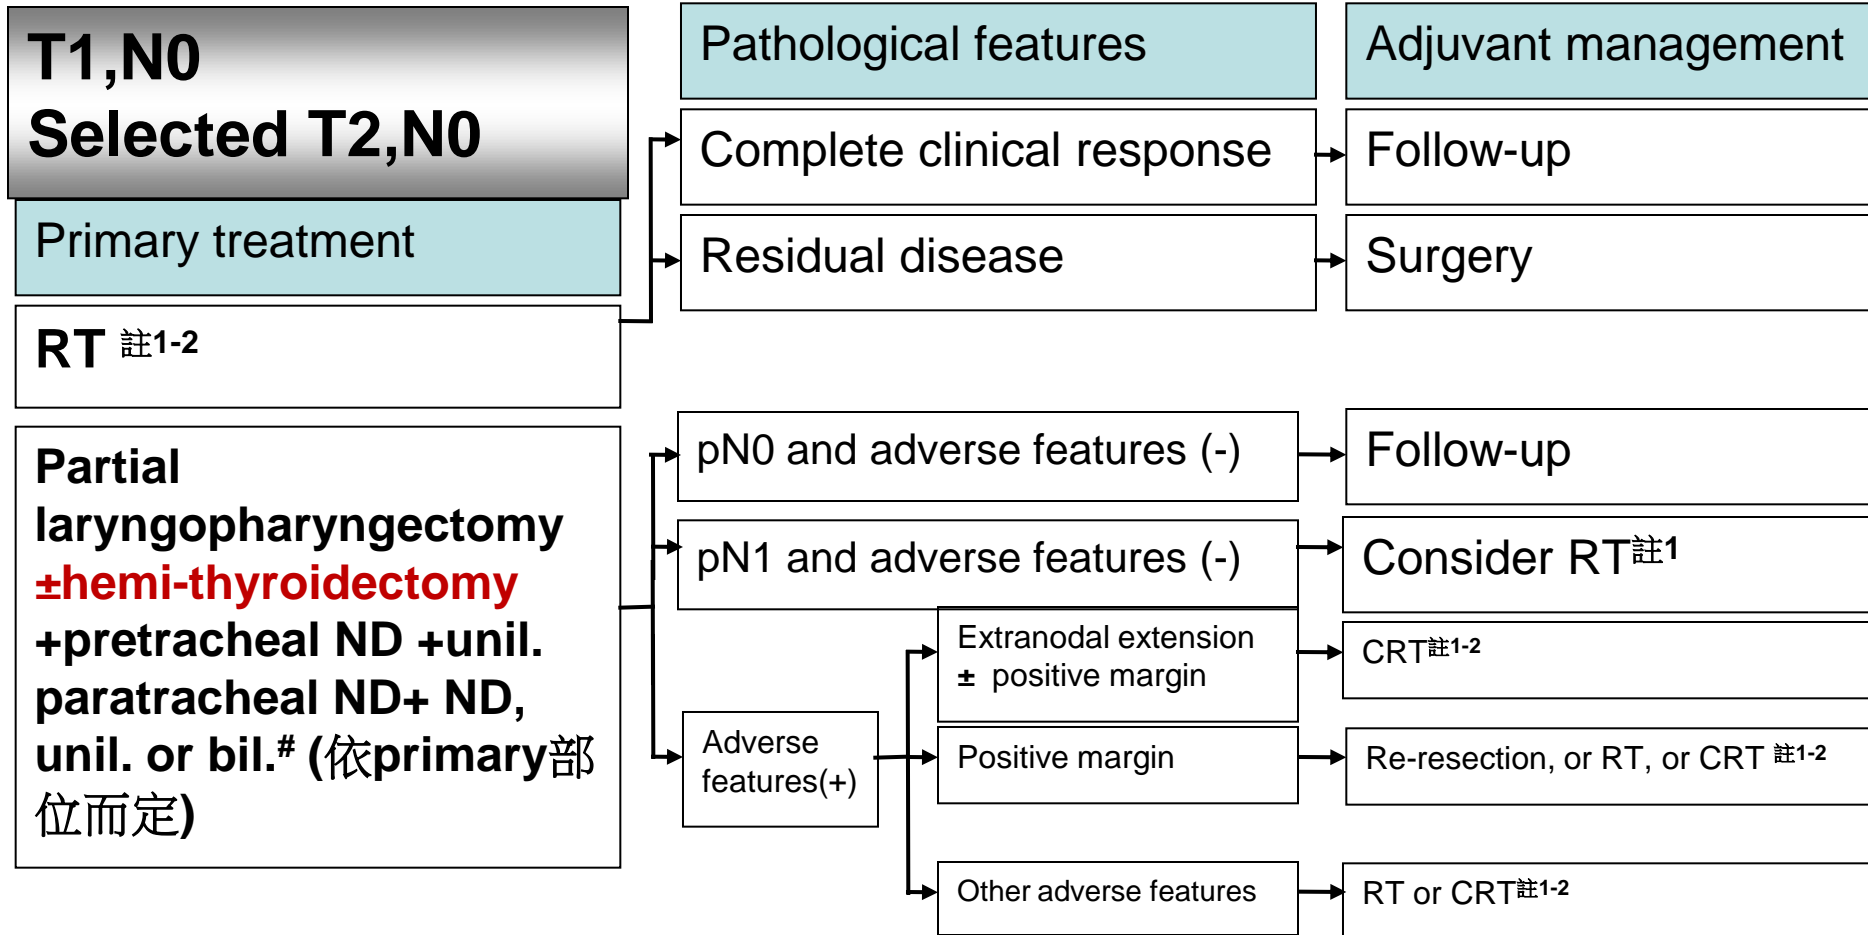 T1,N0
Selected T2,N0
Primary treatment
RT 註1-2
Pathological features
Adjuvant management
Complete clinical response
Follow-up
Residual disease
Surgery
Partial
laryngopharyngectomy
±hemi-thyroidectomy
+pretracheal ND +unil.
paratracheal ND+ ND,
unil. or bil.# (依primary部
位而定)
pN0 and adverse features (-)
Follow-up
pN1 and adverse features (-)
Consider RT註1
Adverse
features(+)
Extranodal extension
± positive margin
CRT註1-2
Positive margin
Re-resection, or RT, or CRT 註1-2
Other adverse features
RT or CRT註1-2